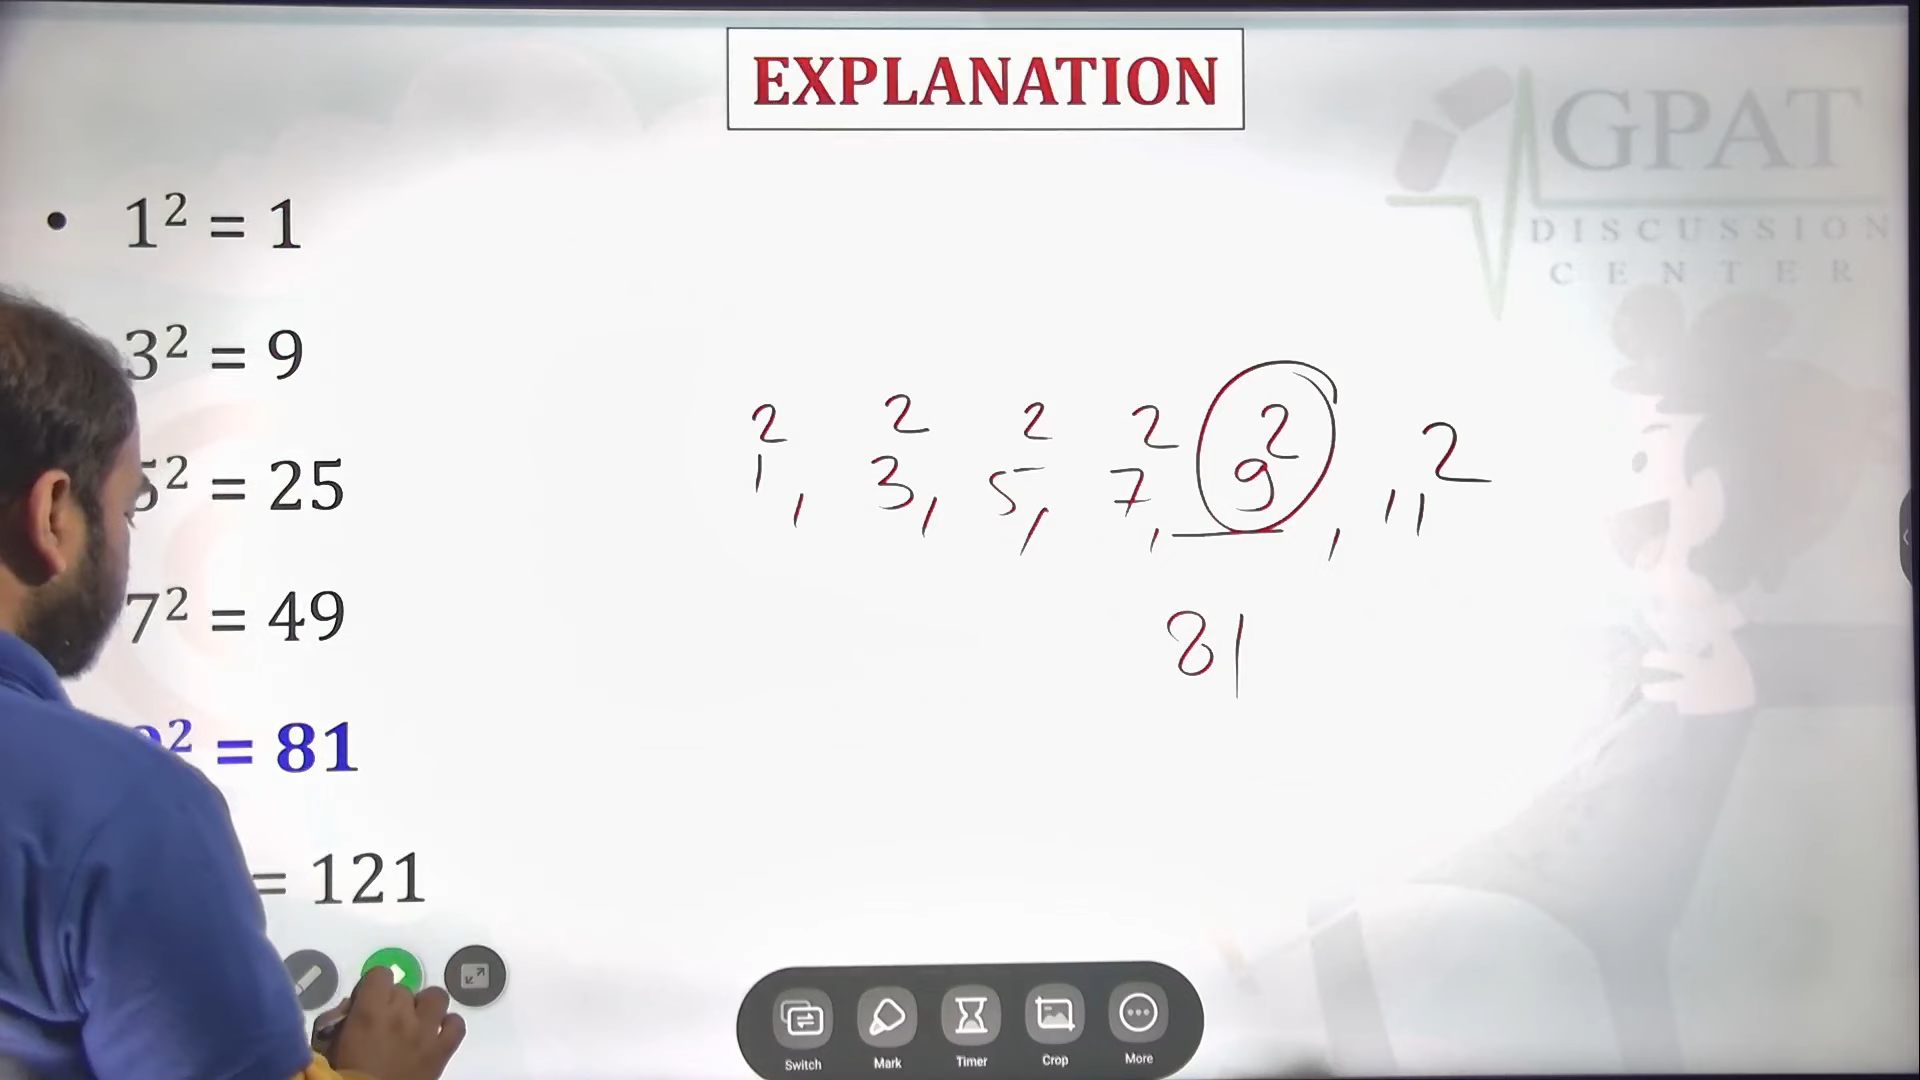 EXPLANATION
GPAT
DISCUSSION
CENTER
• 1² = 1
3² = 9
5² = 25
7² = 49
² = 81
= 121
1², 3², 5², 7², 9², 11²
81
Switch Mark Timer Crop More